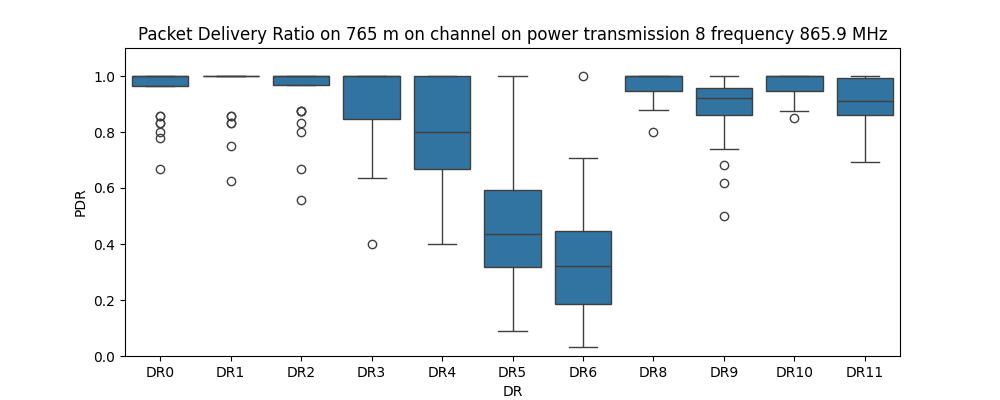 Packet Delivery Ratio on 765 m on channel on power transmission 8 frequency 865.9 MHz
PDR
1.0
0.8
0.6
0.4
0.2
0.0
DR0 DR1 DR2 DR3 DR4 DR5 DR6 DR8 DR9 DR10 DR11
DR